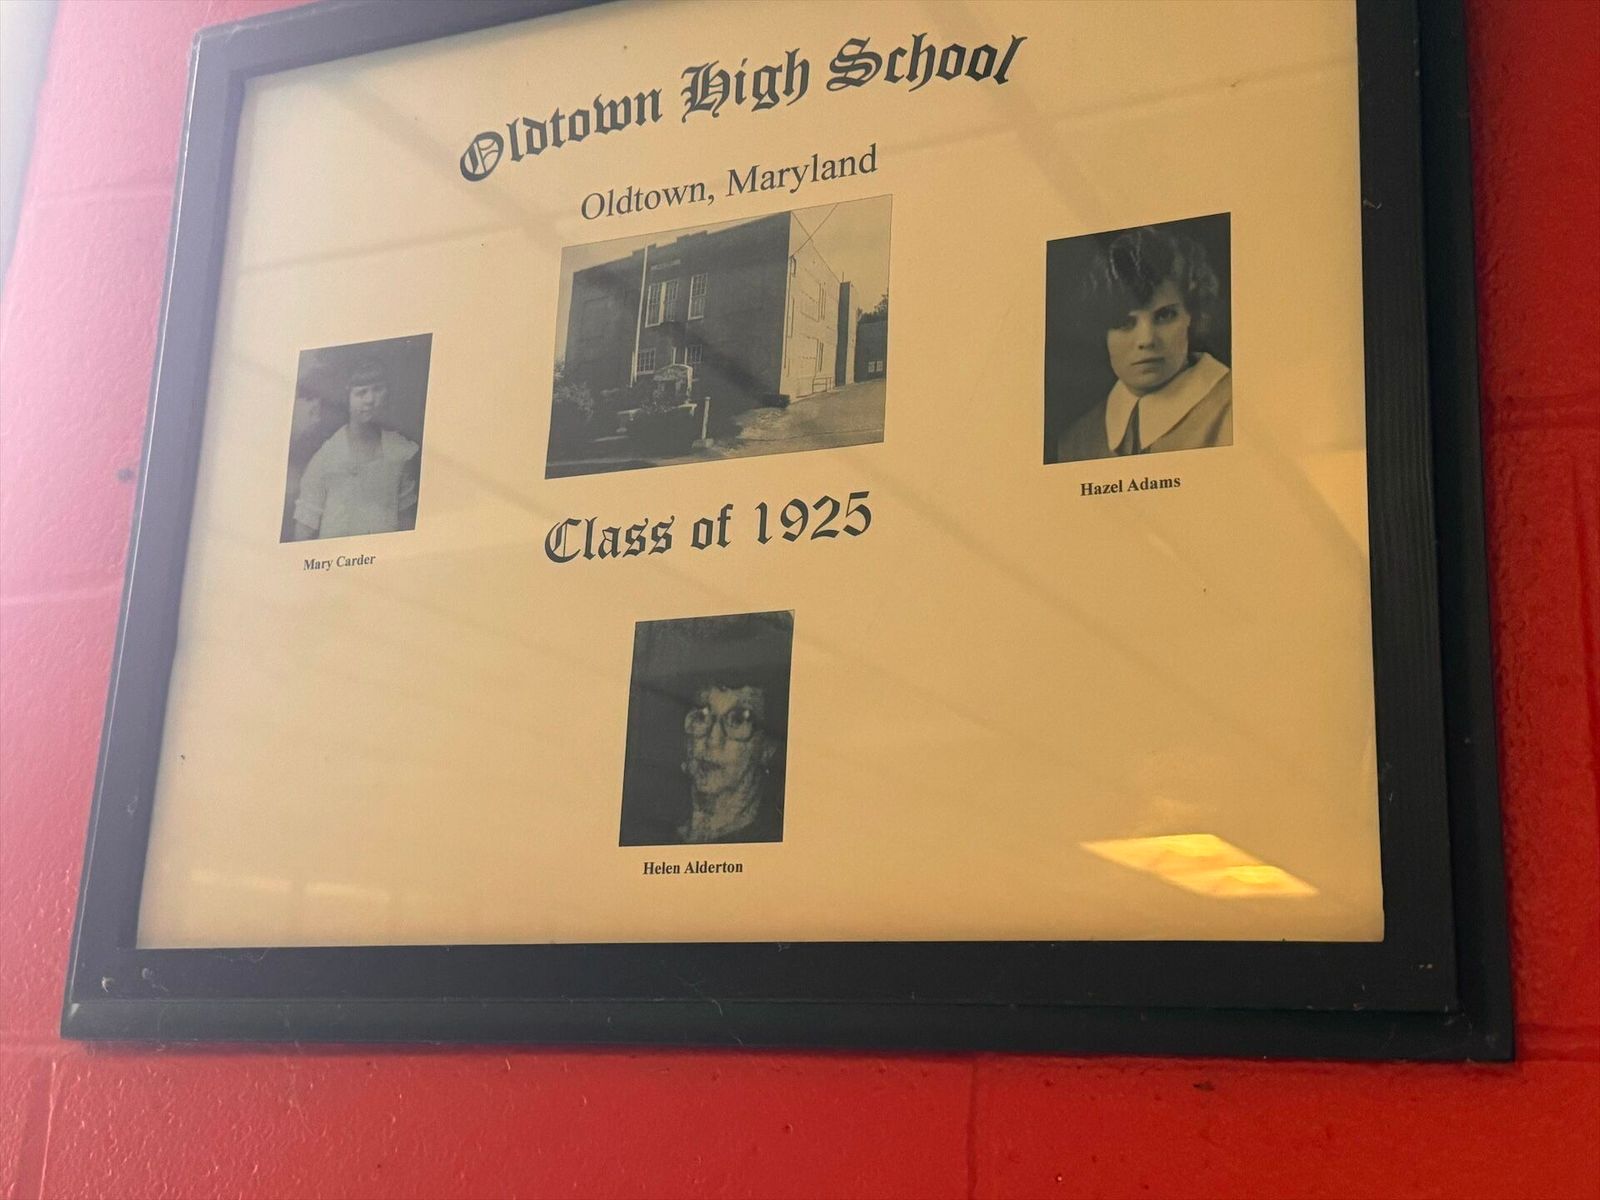 Oldtown High School
Oldtown, Maryland
Hazel Adams
Class of 1925
Mary Carder
Helen Alderton